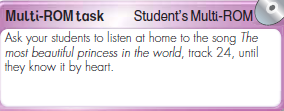 Multi-ROM task Student's Multi-ROM
Ask your students to listen at home to the song The
most beautiful princess in the world, track 24, until
they know it by heart.